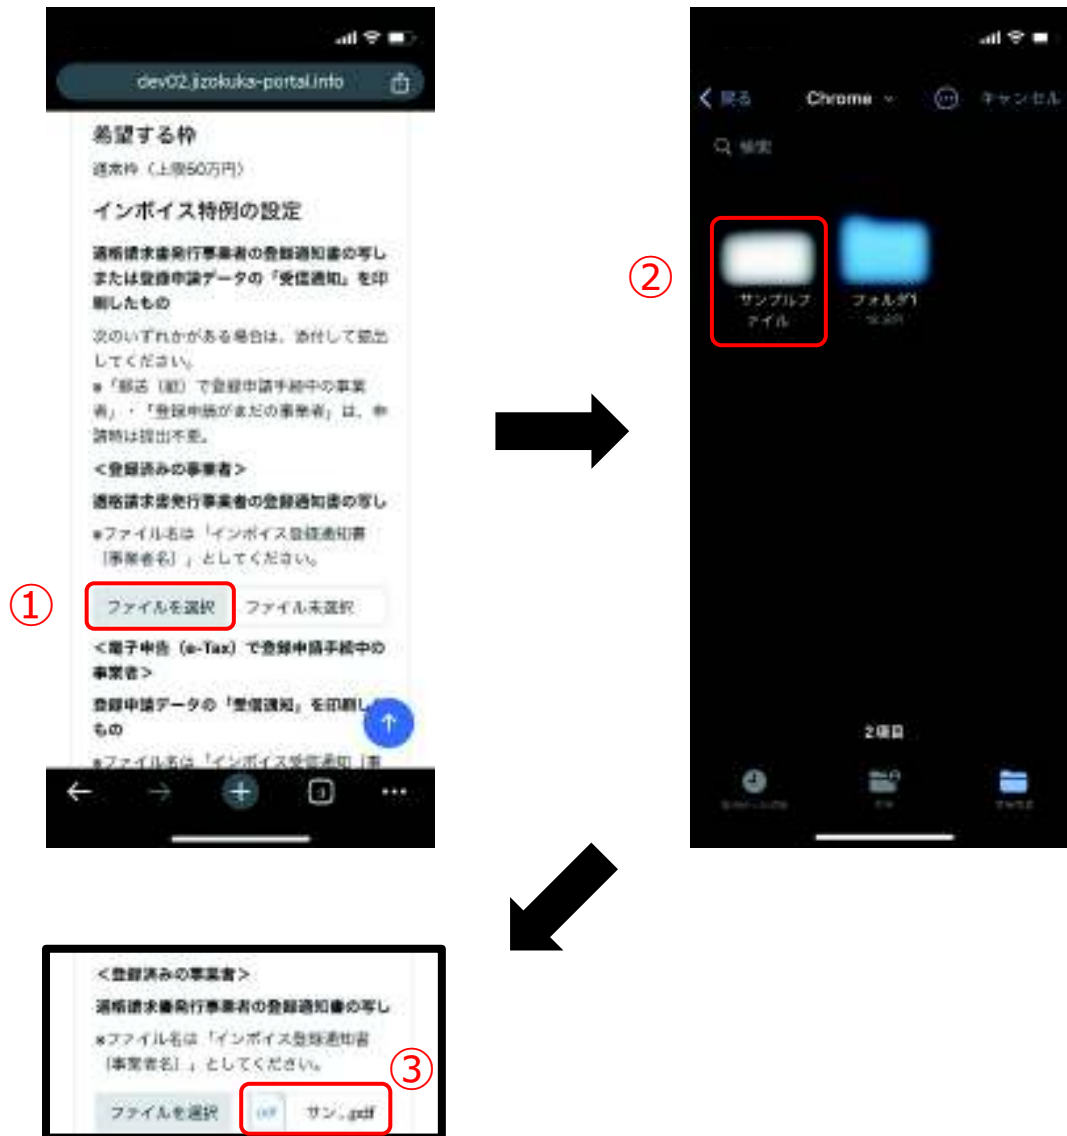 dev02.jizokuka-portal.info
希望する枠
通常枠（上限50万円）
インボイス特例の設定
適格請求書発行事業者の登録通知書の写し
または登録申請データの「受信通知」を印
刷したもの
次のいずれかがある場合は、添付して提出
してください。
※「郵送（紙）で登録申請手続中の事業
者」・「登録申請がまだの事業者」は、申
請時は提出不要。
＜登録済みの事業者＞
適格請求書発行事業者の登録通知書の写し
※ファイル名は「インボイス登録通知書
（事業者名）」としてください。
①
ファイルを選択 ファイル未選択
＜電子申告（e-Tax）で登録申請手続中の
事業者＞
登録申請データの「受信通知」を印刷し
もの
※ファイル名は「インボイス受信通知（事
戻る Chrome キャンセル
検索
②
サンプルフ
ァイル
フォルダ1
2項目
＜登録済みの事業者＞
適格請求書発行事業者の登録通知書の写し
※ファイル名は「インボイス登録通知書
（事業者名）」としてください。
③
ファイルを選択 サン...pdf